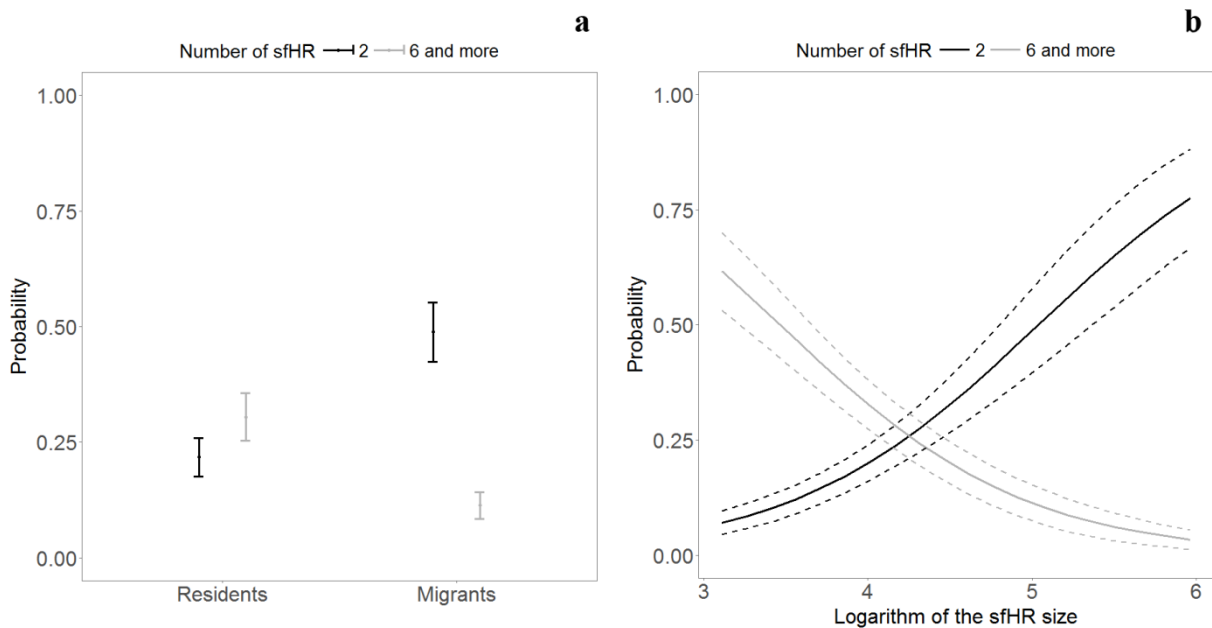 a
Number of sfHR 2 6 and more
1.00
0.75
0.50
0.25
0.00
Probability
Residents Migrants
b
Number of sfHR 2 6 and more
1.00
0.75
0.50
0.25
0.00
Probability
3 4 5 6
Logarithm of the sfHR size